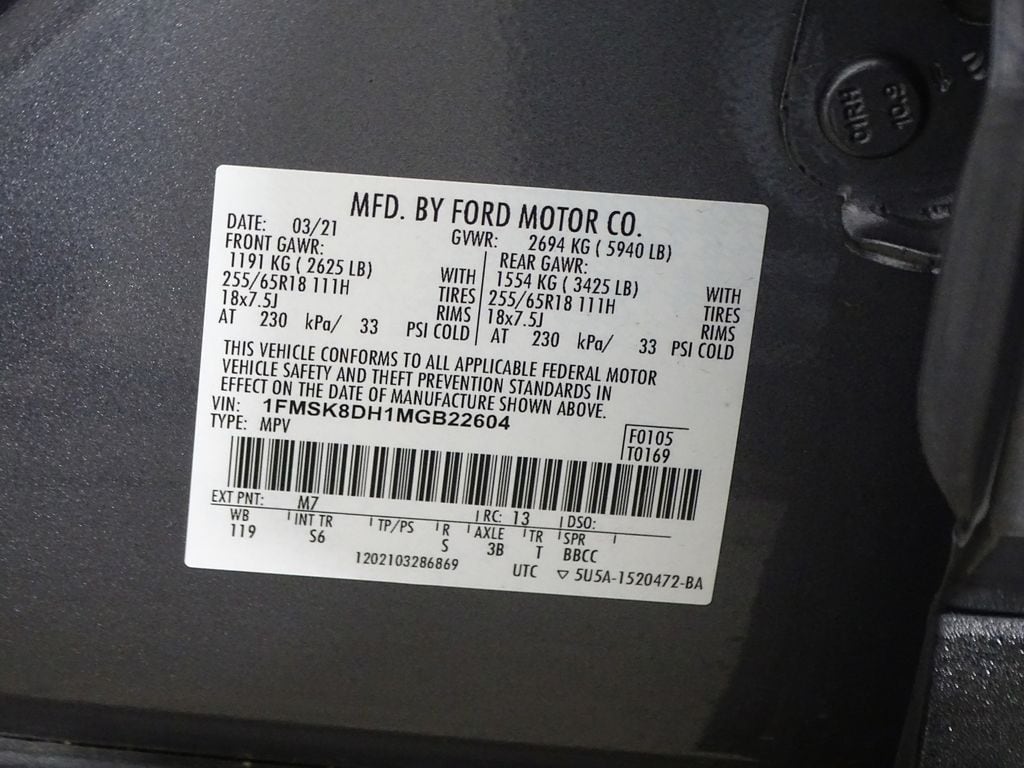 MFD. BY FORD MOTOR CO.
DATE: 03/21 GVWR: 2694 KG ( 5940 LB)
FRONT GAWR: REAR GAWR:
1191 KG ( 2625 LB) WITH 1554 KG ( 3425 LB) WITH
255/65R18 111H TIRES 255/65R18 111H TIRES
18x7.5J RIMS 18x7.5J RIMS
AT 230 kPa/ 33 PSI COLD AT 230 kPa/ 33 PSI COLD
THIS VEHICLE CONFORMS TO ALL APPLICABLE FEDERAL MOTOR
VEHICLE SAFETY AND THEFT PREVENTION STANDARDS IN
EFFECT ON THE DATE OF MANUFACTURE SHOWN ABOVE.
VIN: 1FMSK8DH1MGB22604
TYPE: MPV
F0105
T0169
EXT PNT: M7 RC: 13 DSO:
WB INT TR TP/PS R AXLE TR SPR
119 S6 S 3B T BBCC
1202103286869
UTC ▽ 5U5A-1520472-BA
10.9